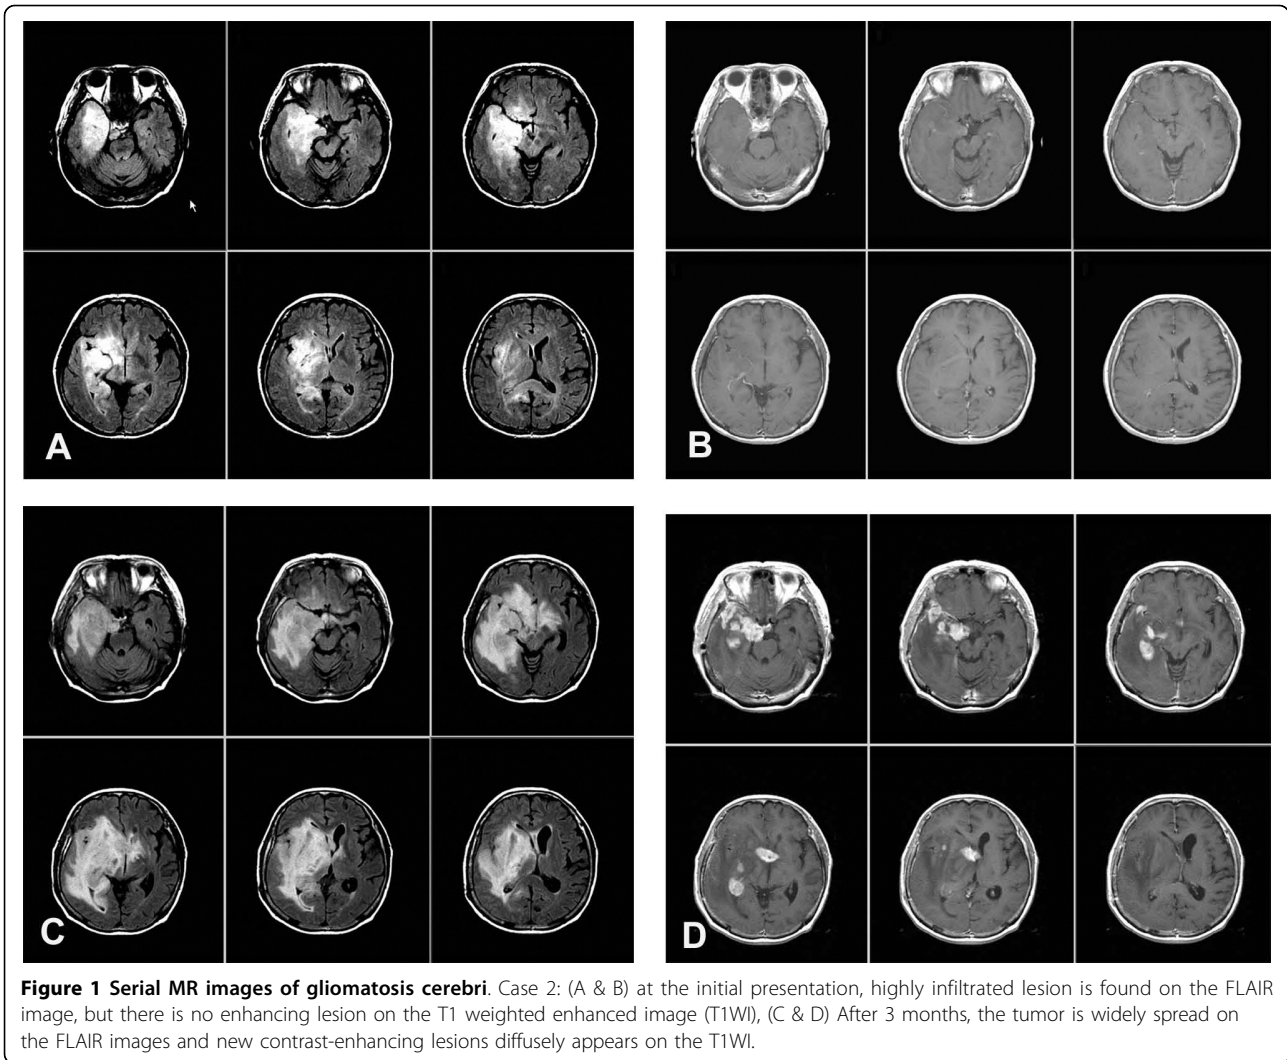 A
B
C
D
Figure 1 Serial MR images of gliomatosis cerebri. Case 2: (A & B) at the initial presentation, highly infiltrated lesion is found on the FLAIR
image, but there is no enhancing lesion on the T1 weighted enhanced image (T1WI), (C & D) After 3 months, the tumor is widely spread on
the FLAIR images and new contrast-enhancing lesions diffusely appears on the T1WI.